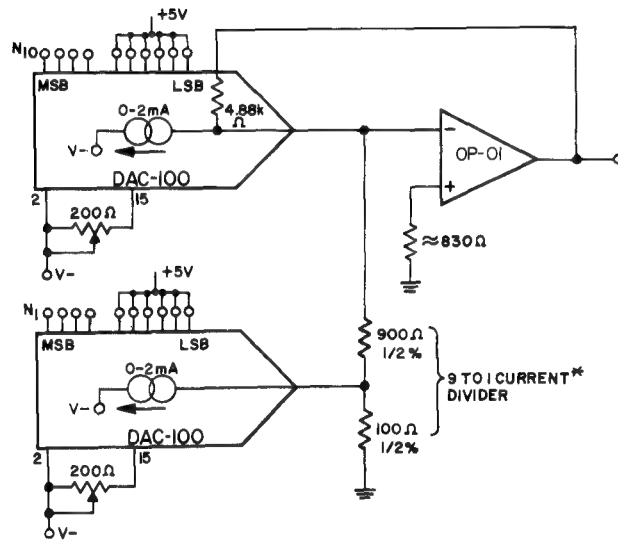 +5V
N10
MSB
LSB
0-2mA
4.88k
Ω
V-
DAC-100
2
15
200Ω
V-
-
OP-01
+
≈830Ω
+5V
N1
MSB
LSB
0-2mA
V-
DAC-100
2
15
200Ω
V-
900Ω
1/2%
9 TO 1 CURRENT*
DIVIDER
100Ω
1/2%